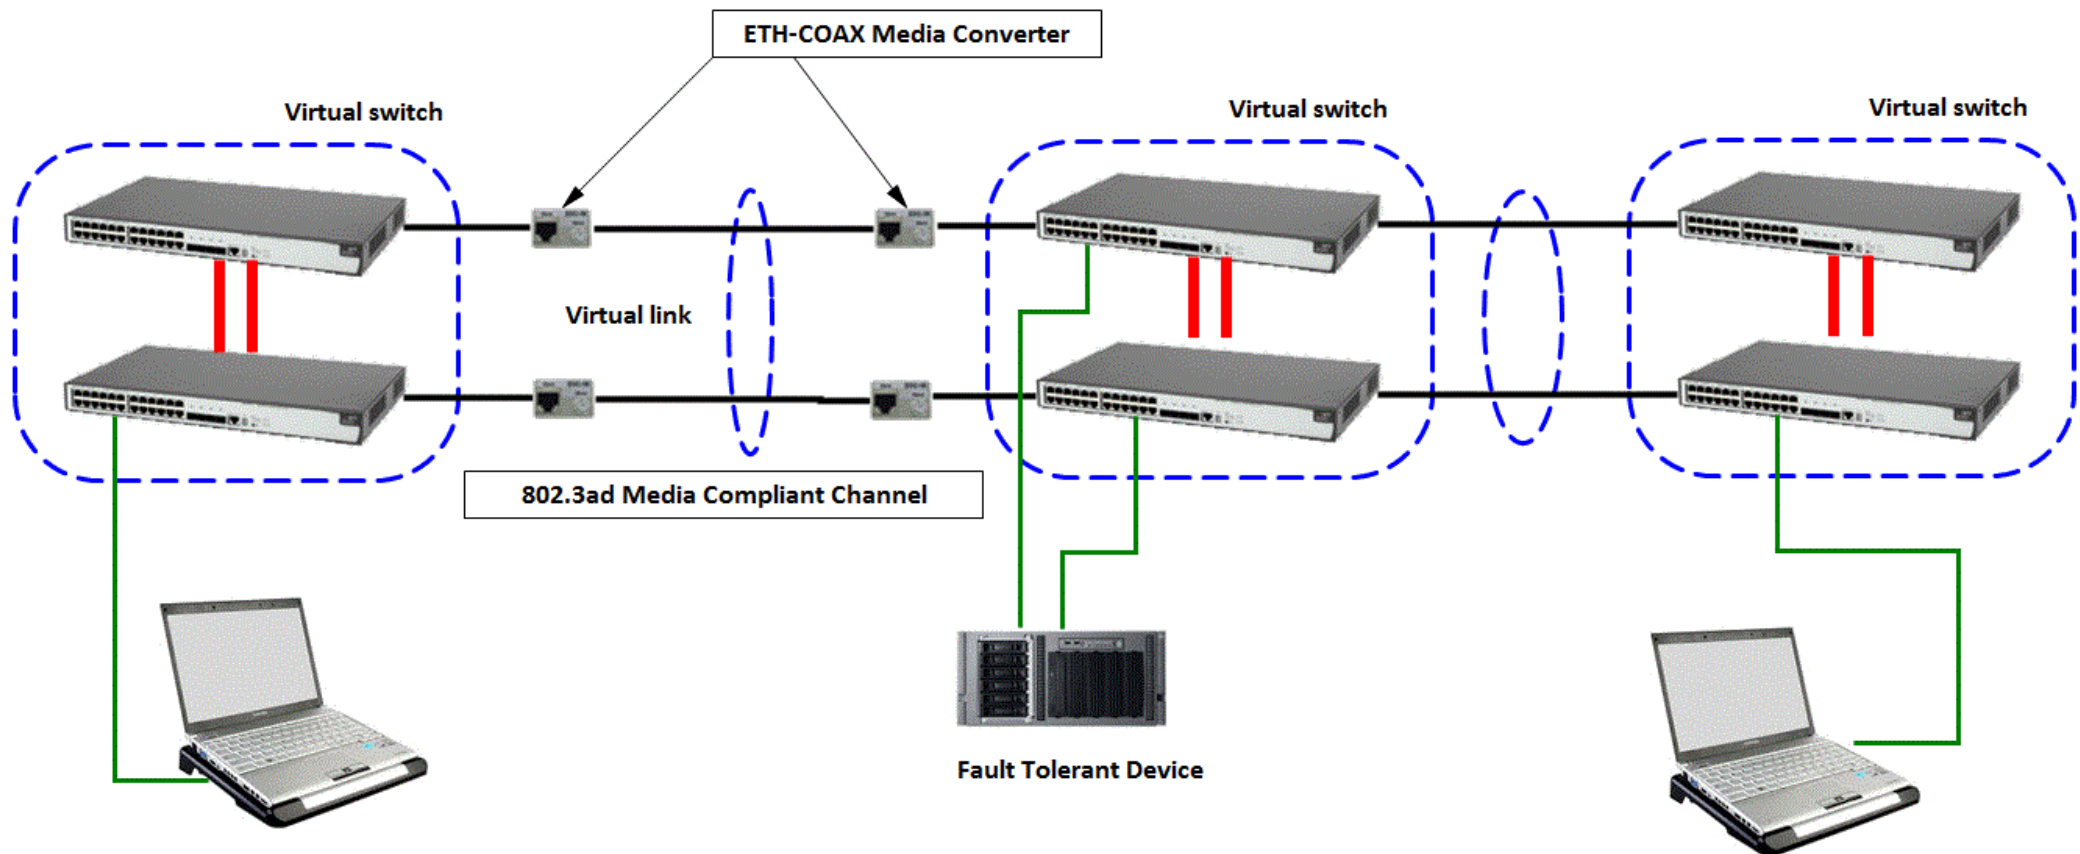 ETH-COAX Media Converter
Virtual switch
Virtual switch
Virtual switch
Virtual link
802.3ad Media Compliant Channel
Fault Tolerant Device